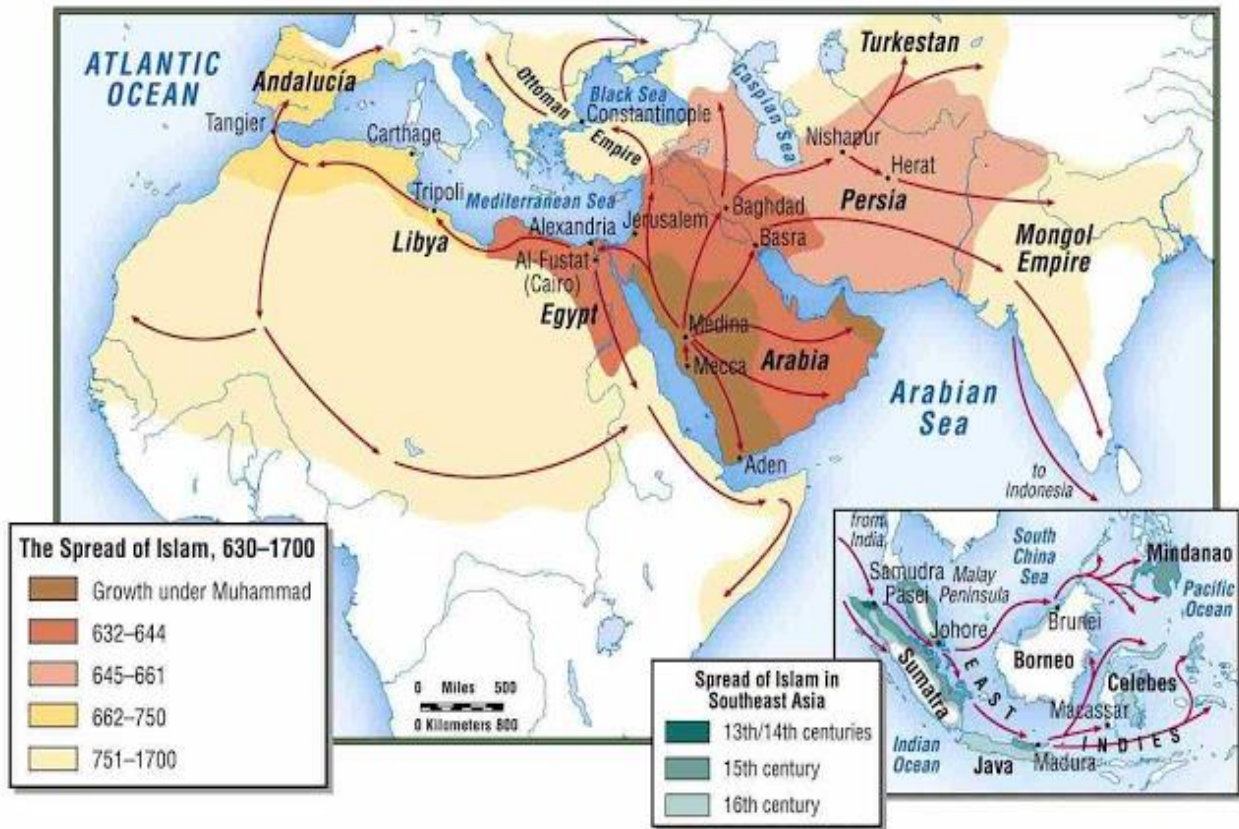 ATLANTIC
OCEAN
Andalucía
Tangier
Carthage
Ottoman
Empire
Black Sea
Constantinople
Caspian Sea
Turkestan
Nishapur
Herat
Persia
Tripoli
Mediterranean Sea
Libya
Alexandria
Jerusalem
Al-Fustat
(Cairo)
Egypt
Baghdad
Basra
Mongol
Empire
Medina
Mecca
Arabia
Aden
Arabian
Sea
to
Indonesia
The Spread of Islam, 630–1700
Growth under Muhammad
632–644
645–661
662–750
751–1700
0 Miles 500
0 Kilometers 800
Spread of Islam in
Southeast Asia
13th/14th centuries
15th century
16th century
from
India
Samudra
Pasei
Malay
Peninsula
South
China
Sea
Mindanao
Pacific
Ocean
Johore
Brunei
Borneo
Sumatra
EAST
INDIES
Celebes
Macassar
Indian
Ocean
Java
Madura